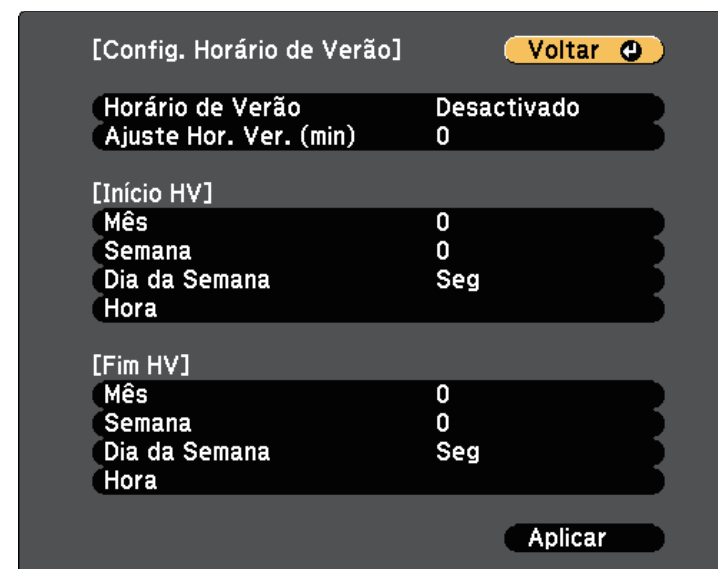 [Config. Horário de Verão] Voltar
Horário de Verão Desactivado
Ajuste Hor. Ver. (min) 0
[Início HV]
Mês 0
Semana 0
Dia da Semana Seg
Hora
[Fim HV]
Mês 0
Semana 0
Dia da Semana Seg
Hora
Aplicar